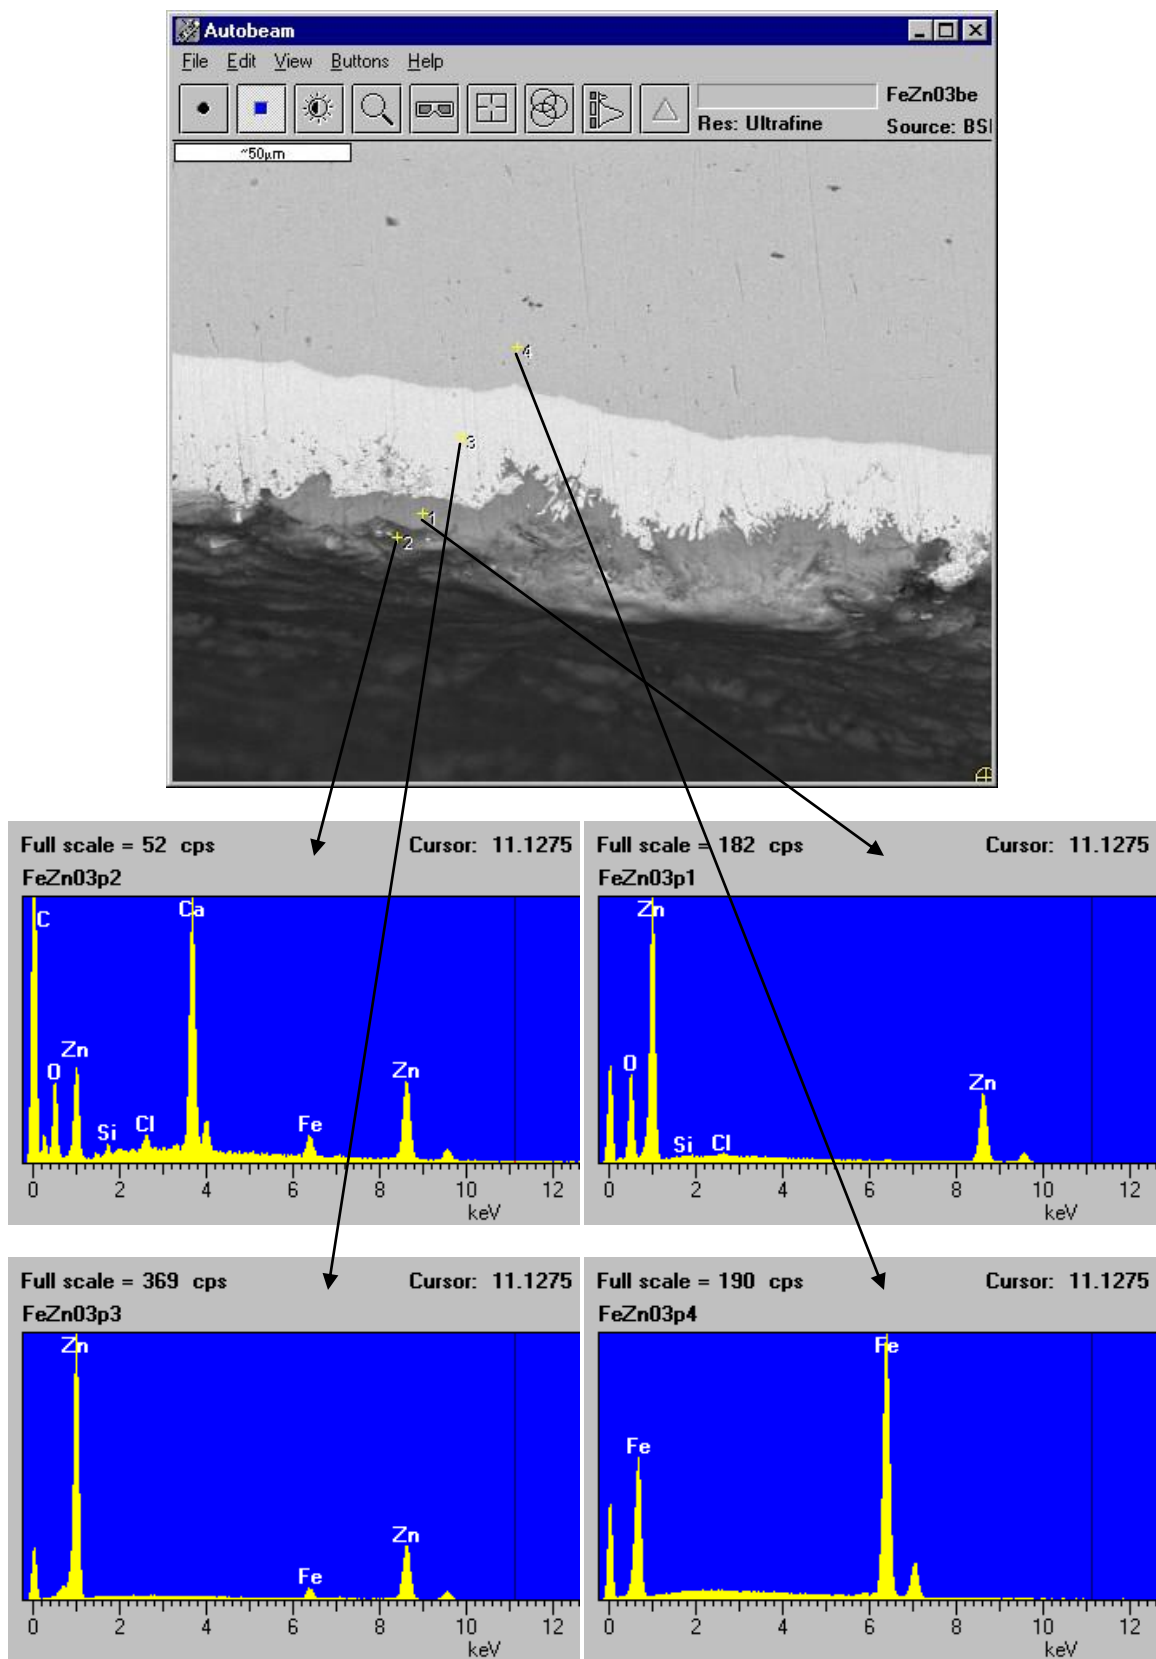 Autobeam
File Edit View Buttons Help
FeZn03be
Res: Ultrafine
Source: BSI
~50µm
4
3
1
2
Full scale = 52 cps Cursor: 11.1275
FeZn03p2
C
Ca
Zn
O
Zn
Si
Cl
Fe
0 2 4 6 8 10 12
keV
Full scale = 182 cps Cursor: 11.1275
FeZn03p1
Zn
O
Zn
Si
Cl
0 2 4 6 8 10 12
keV
Full scale = 369 cps Cursor: 11.1275
FeZn03p3
Zn
Zn
Fe
0 2 4 6 8 10 12
keV
Full scale = 190 cps Cursor: 11.1275
FeZn03p4
Fe
Fe
0 2 4 6 8 10 12
keV